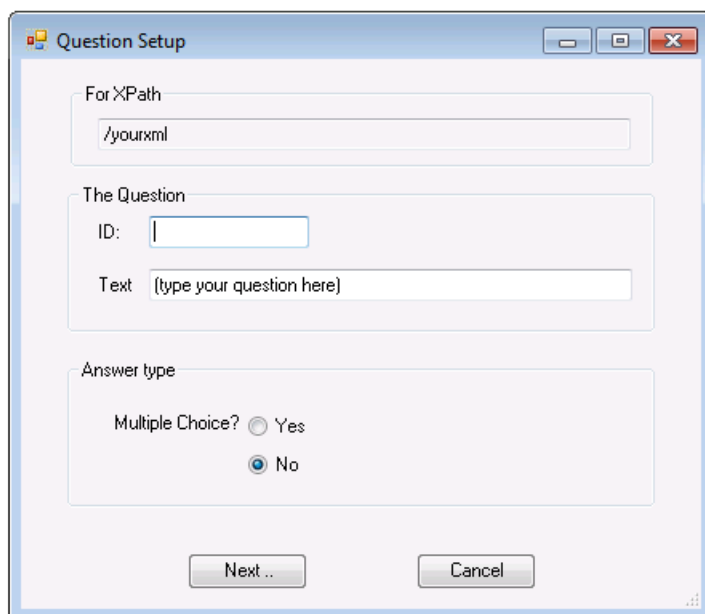 Question Setup
For XPath
/yourxml
The Question
ID:
Text (type your question here)
Answer type
Multiple Choice? Yes
No
Next .. Cancel